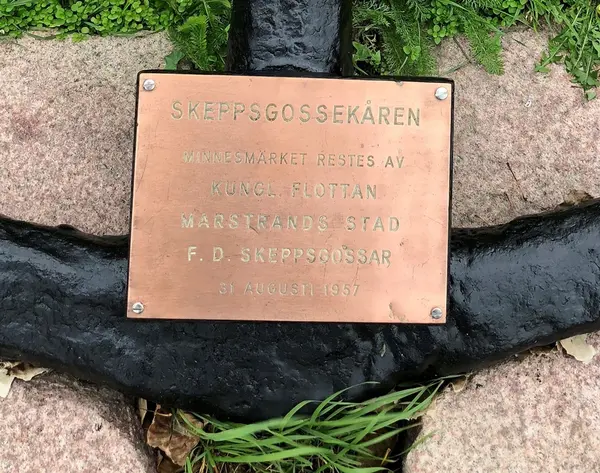 SKEPPSGOSSEKÅREN
MINNESMÄRKET RESTES AV
KUNGL. FLOTTAN
MARSTRANDS STAD
F. D. SKEPPSGOSSAR
31 AUGUSTI 1957